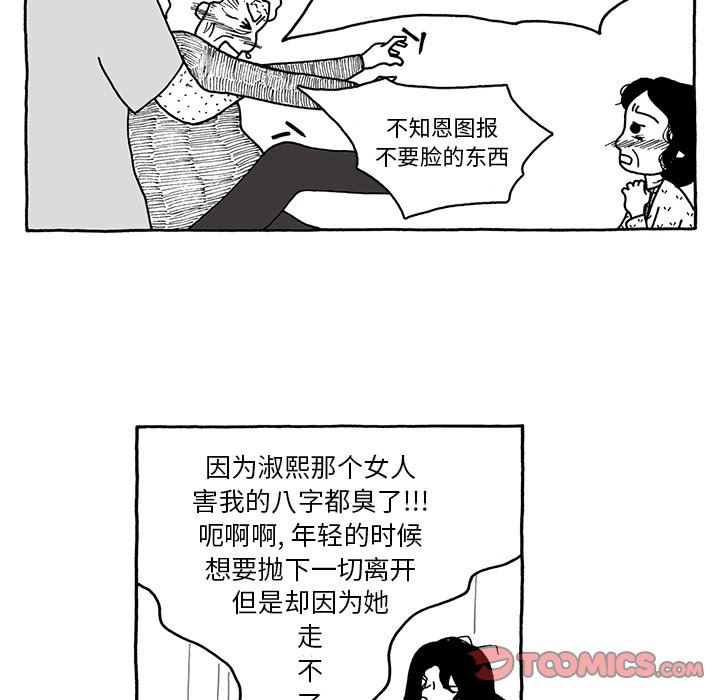 不知恩图报
不要脸的东西
因为淑熙那个女人
害我的八字都臭了!!!
呃啊啊, 年轻的时候
想要抛下一切离开
但是却因为她
走
不
TOOMICS.COM